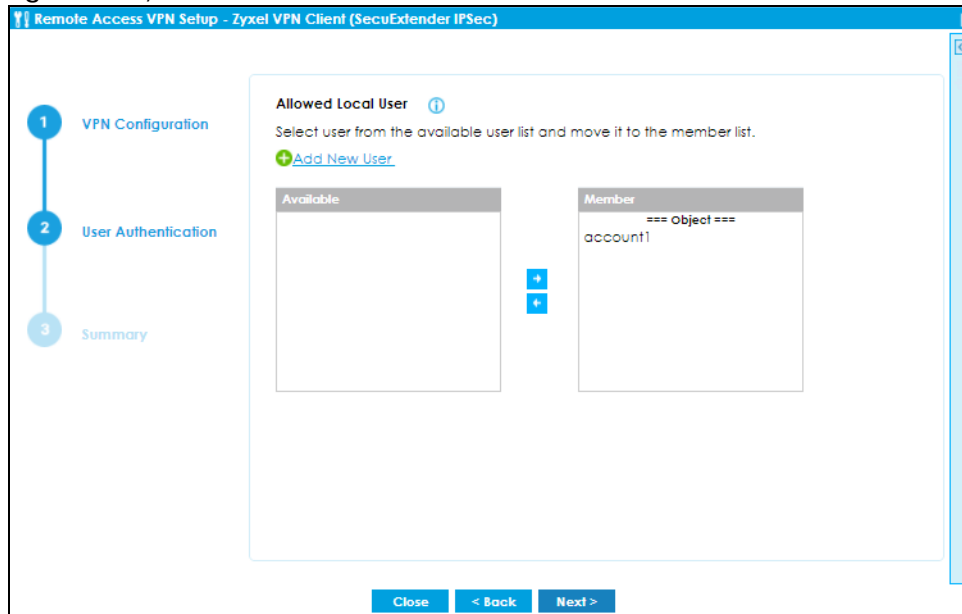 Remote Access VPN Setup - Zyxel VPN Client (SecuExtender IPSec)
1
VPN Configuration
2
User Authentication
3
Summary
Allowed Local User
Select user from the available user list and move it to the member list.
Add New User
Available
Member
=== Object ===
account1
Close
< Back
Next >